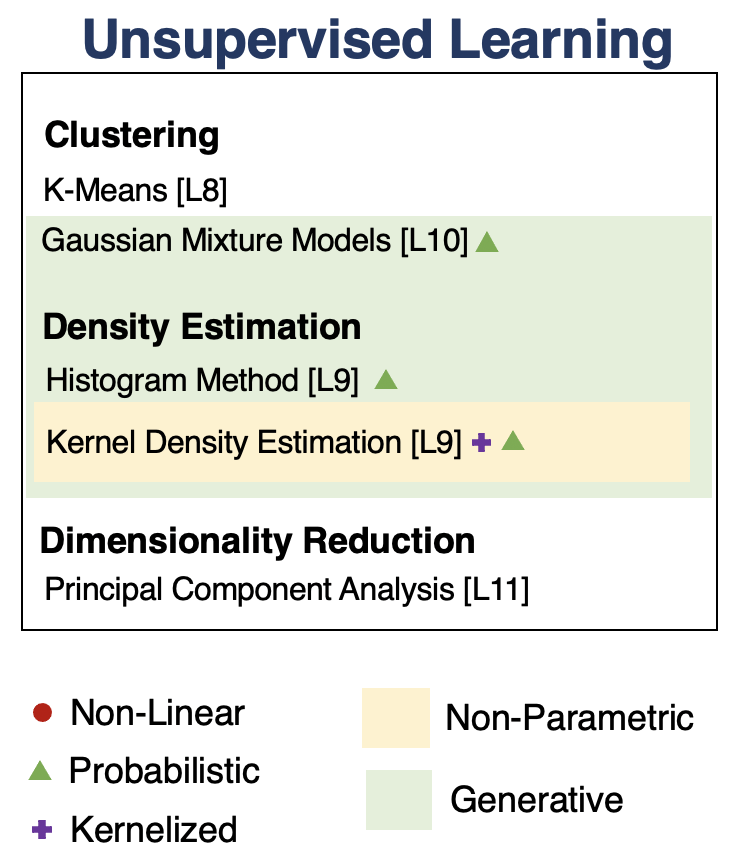 Unsupervised Learning
Clustering
K-Means [L8]
Gaussian Mixture Models [L10]
Density Estimation
Histogram Method [L9]
Kernel Density Estimation [L9]
Dimensionality Reduction
Principal Component Analysis [L11]
Non-Linear
Probabilistic
Kernelized
Non-Parametric
Generative